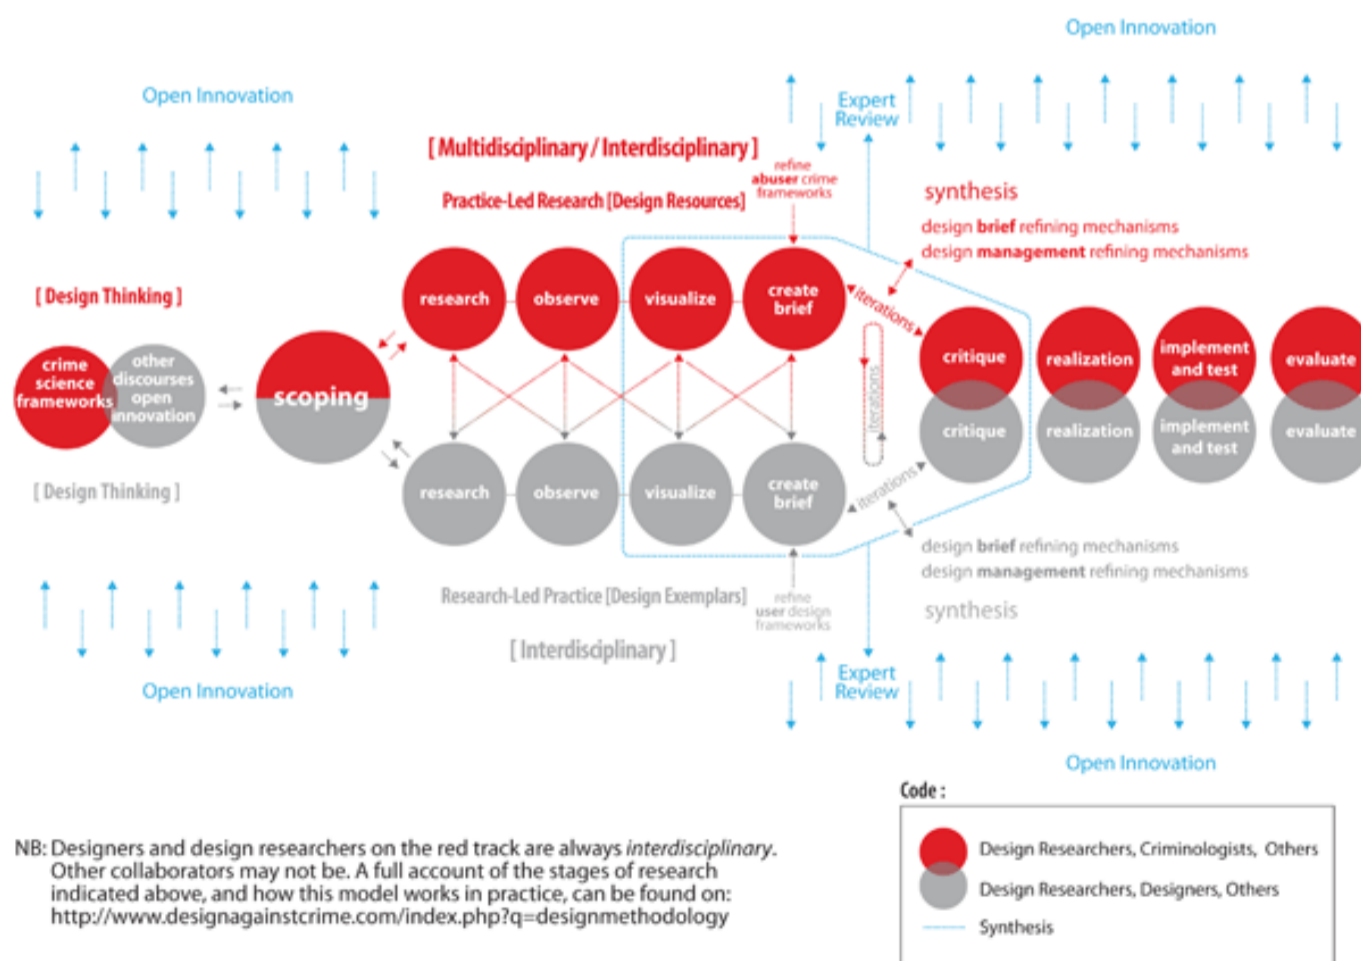 Open Innovation
Open Innovation
Expert
Review
[ Multidisciplinary / Interdisciplinary ]
refine
abuser crime
frameworks
Practice-Led Research [Design Resources]
synthesis
design brief refining mechanisms
design management refining mechanisms
[ Design Thinking ]
research
observe
visualize
create
brief
iterations
crime
science
frameworks
other
discourses
open
innovation
scoping
critique
realization
implement
and test
evaluate
iterations
critique
realization
implement
and test
evaluate
[ Design Thinking ]
research
observe
visualize
create
brief
iterations
design brief refining mechanisms
design management refining mechanisms
synthesis
Research-Led Practice [Design Exemplars]
refine
user design
frameworks
[ Interdisciplinary ]
Expert
Review
Open Innovation
Open Innovation
Code :
Design Researchers, Criminologists, Others
Design Researchers, Designers, Others
Synthesis
NB: Designers and design researchers on the red track are always interdisciplinary.
Other collaborators may not be. A full account of the stages of research
indicated above, and how this model works in practice, can be found on:
http://www.designagainstcrime.com/index.php?q=designmethodology